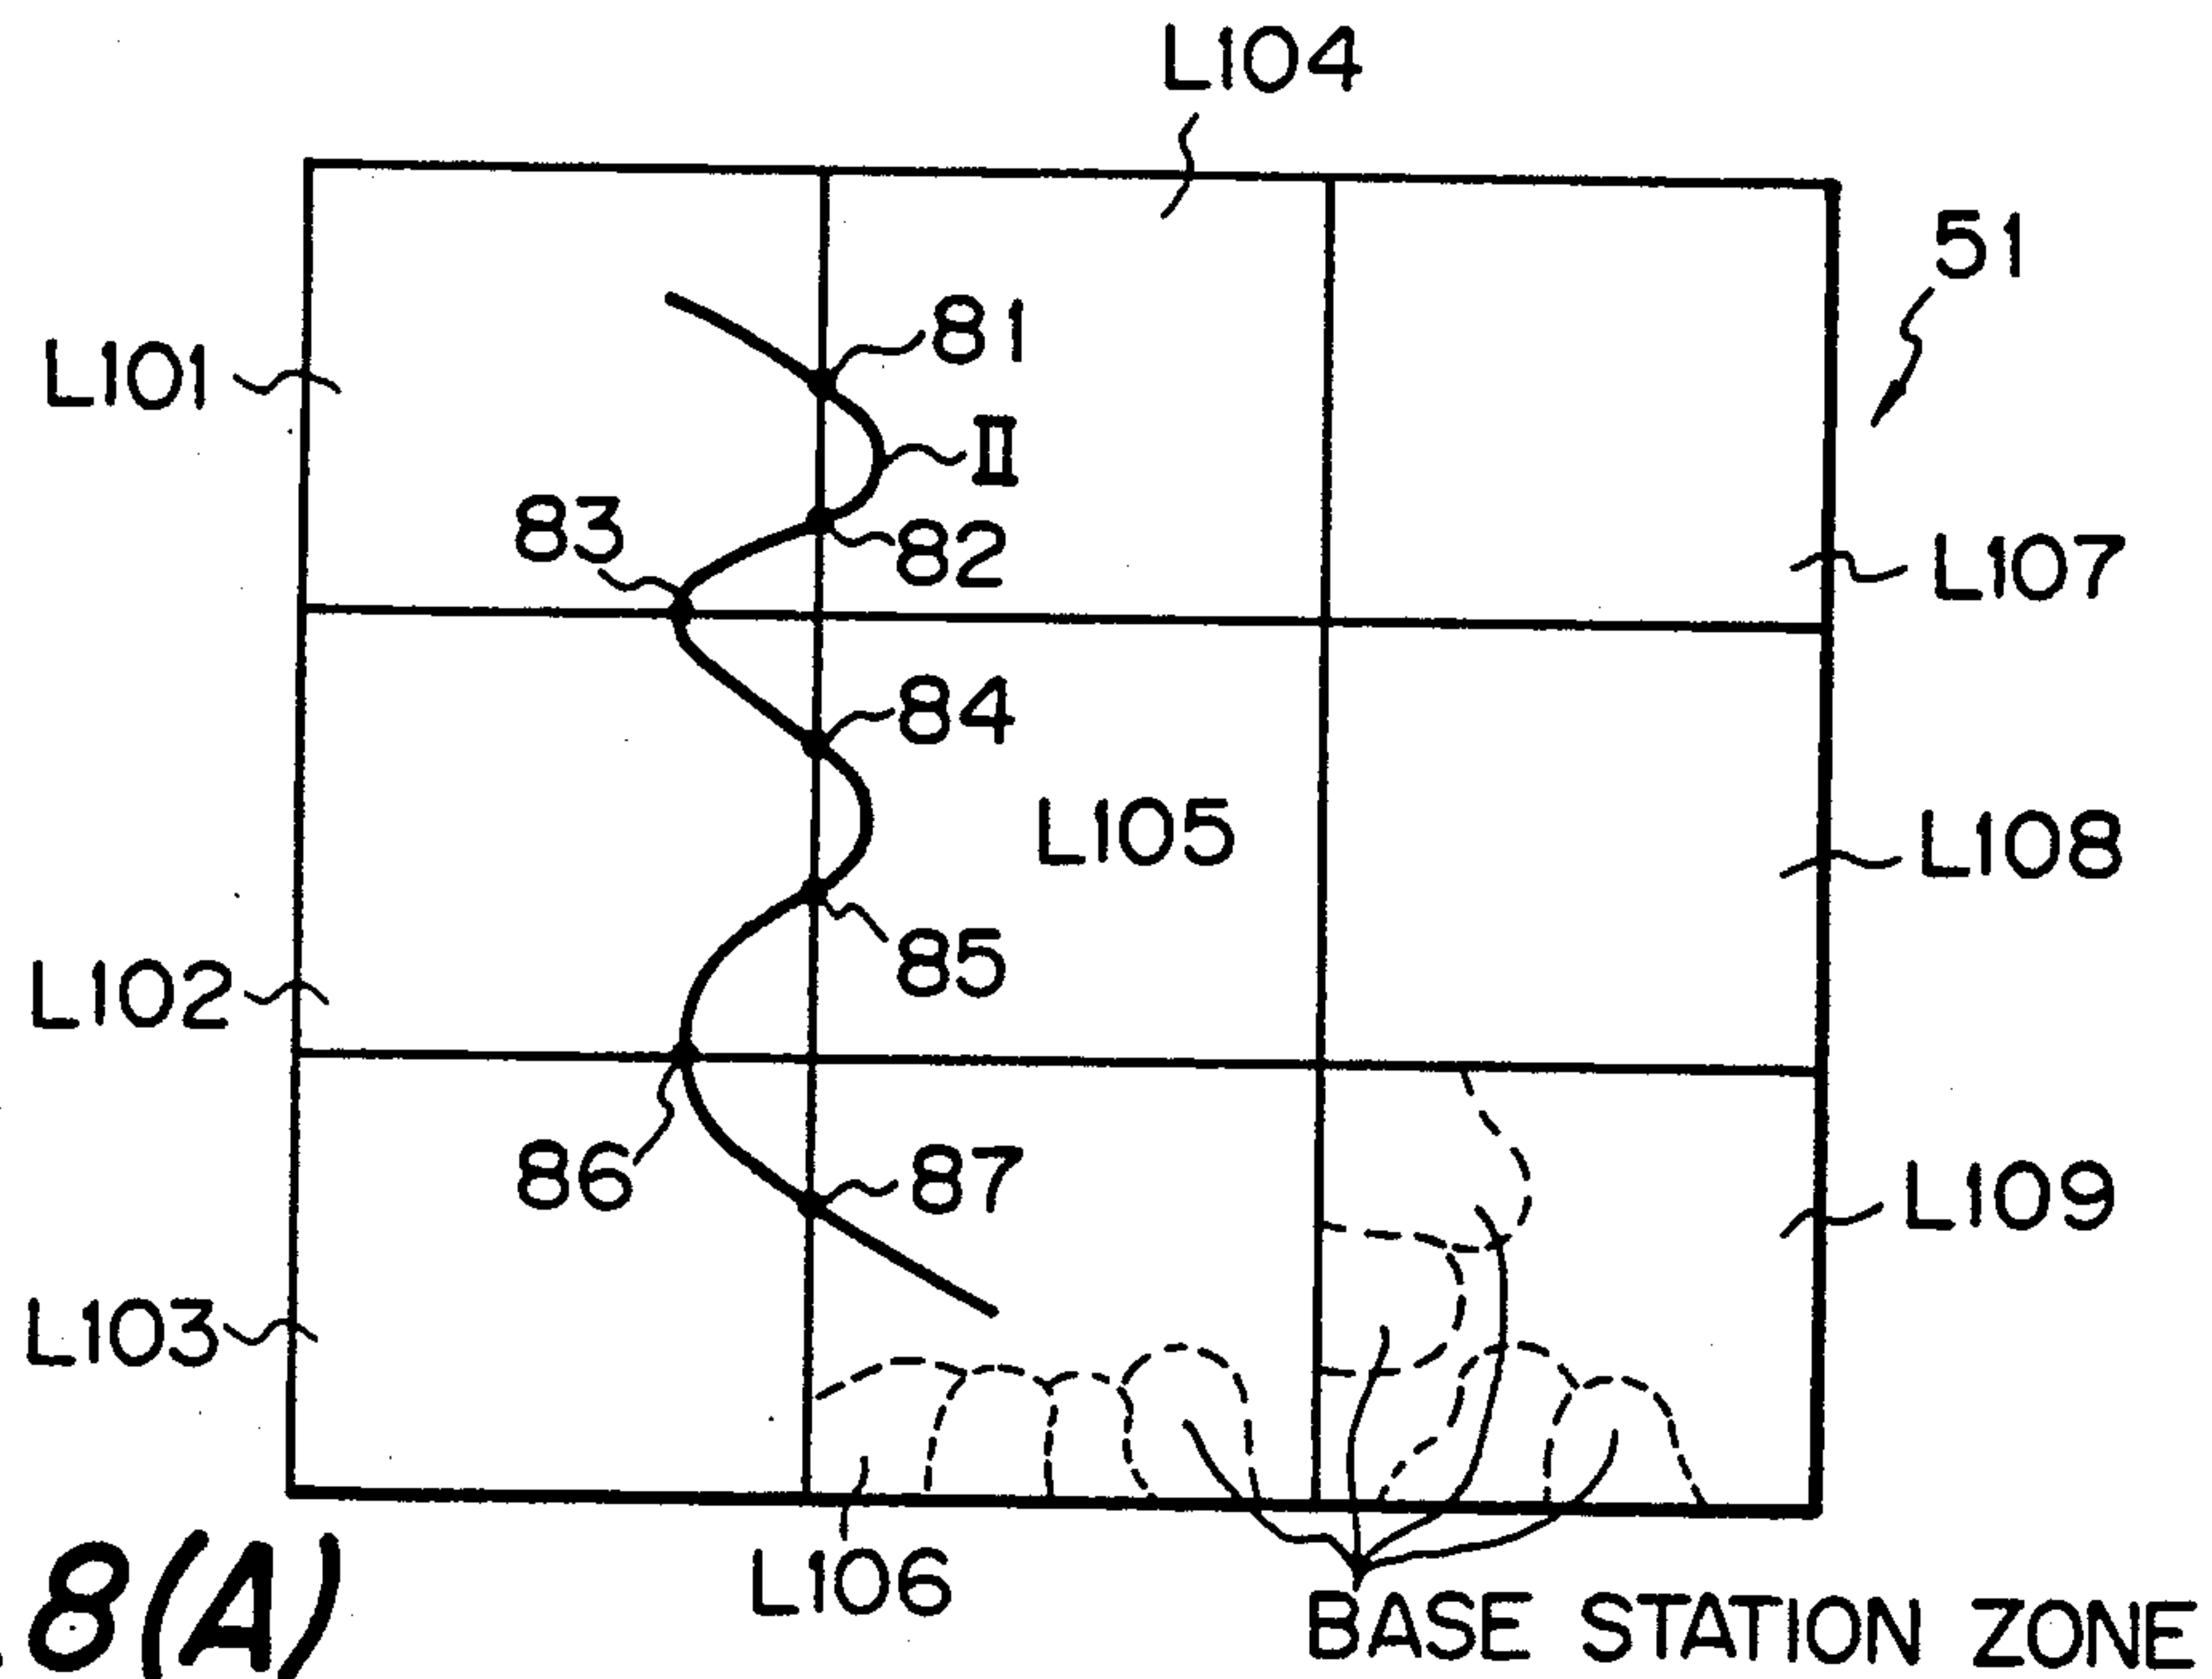 L104
51
L101
81
II
83
82
L107
84
L105
L108
85
L102
86
87
L109
L103
L106
BASE STATION ZONE
8(A)